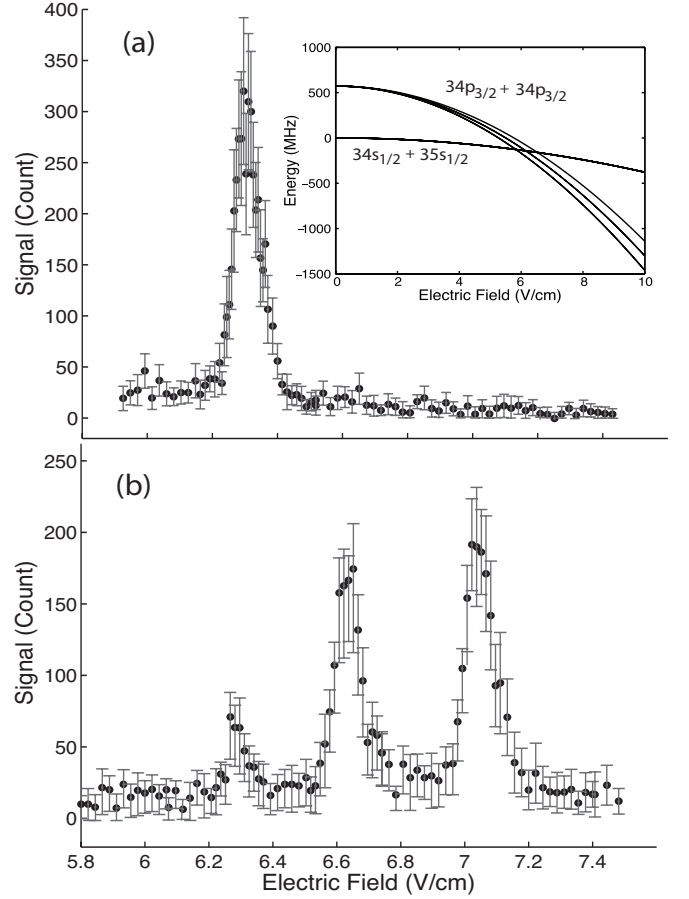 400
(a)
350
300
250
200
150
100
50
0
Signal (Count)
1000
500
0
−500
−1000
−1500
Energy (MHz)
34p3/2 + 34p3/2
34s1/2 + 35s1/2
0 2 4 6 8 10
Electric Field (V/cm)
250
(b)
200
150
100
50
0
Signal (Count)
5.8 6 6.2 6.4 6.6 6.8 7 7.2 7.4
Electric Field (V/cm)